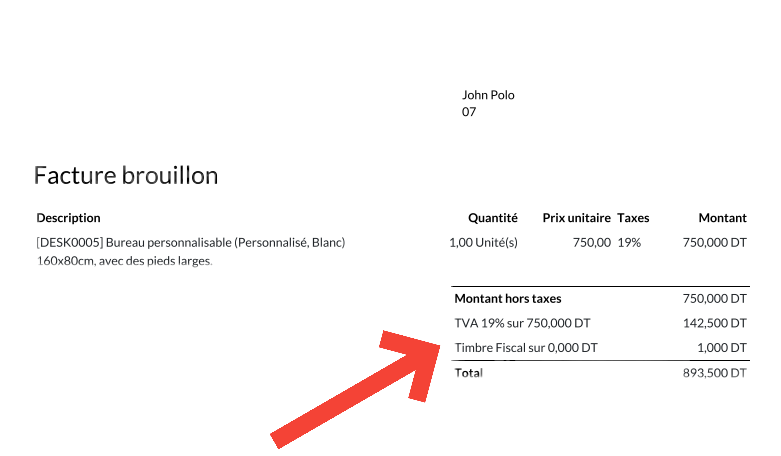 John Polo
07
Facture brouillon
Description Quantité Prix unitaire Taxes Montant
[DESK0005] Bureau personnalisable (Personnalisé, Blanc) 1,00 Unité(s) 750,00 19% 750,000 DT
160x80cm, avec des pieds larges.
Montant hors taxes 750,000 DT
TVA 19% sur 750,000 DT 142,500 DT
Timbre Fiscal sur 0,000 DT 1,000 DT
Total 893,500 DT